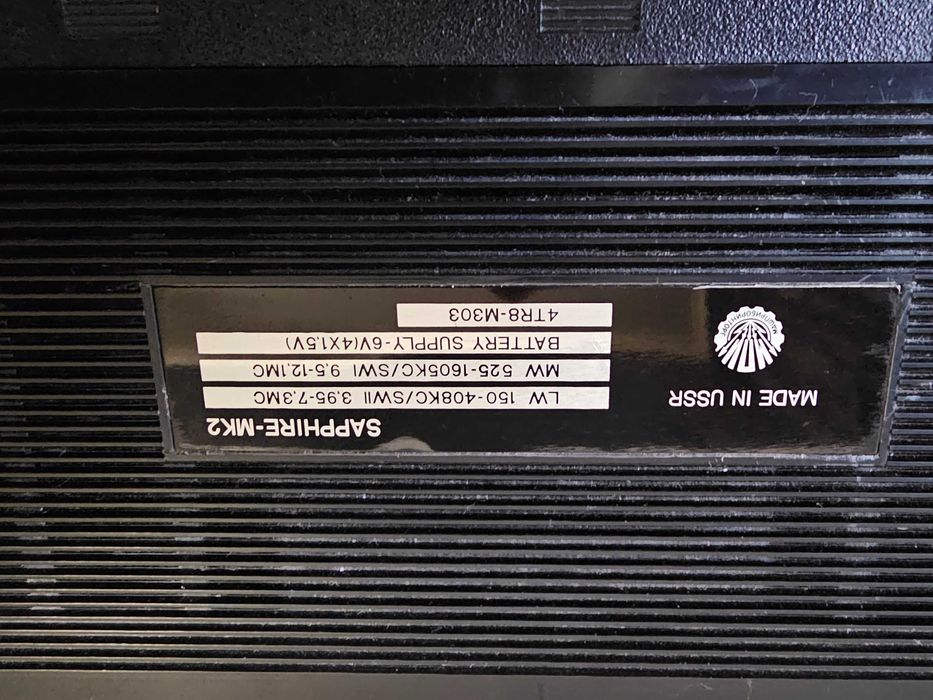 SAPPHIRE-MK2
LW 150-408KC/SWII 3.95-7,3MC
MW 525-1605KC/SWI 9,5-12,1MC
BATTERY SUPPLY-6V(4X1,5V)
4TR8-M303
MADE IN USSR
МАШПРИБОРИНТОРГ